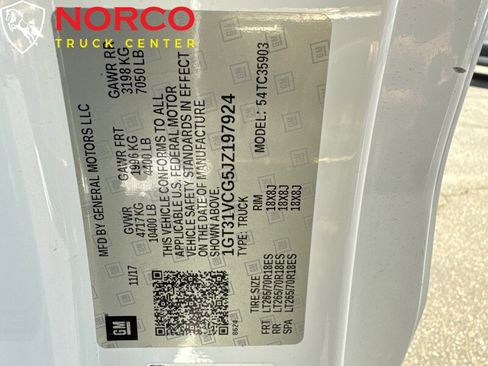 NORCO
TRUCK CENTER
MFD BY GENERAL MOTORS LLC
11/17
GVWR
4717 KG
10400 LB
GAWR FRT
1996 KG
4400 LB
GAWR RR
3198 KG
7050 LB
THIS VEHICLE CONFORMS TO ALL
APPLICABLE U.S. FEDERAL MOTOR
VEHICLE SAFETY STANDARDS IN EFFECT
ON THE DATE OF MANUFACTURE
SHOWN ABOVE.
1GT31VCG5JZ197924
TYPE: TRUCK
MODEL: 54TC35903
TIRE SIZE RIM
FRT LT265/70R18ES 18X8J
RR LT265/70R18ES 18X8J
SPA LT265/70R18ES 18X8J
GM
8624